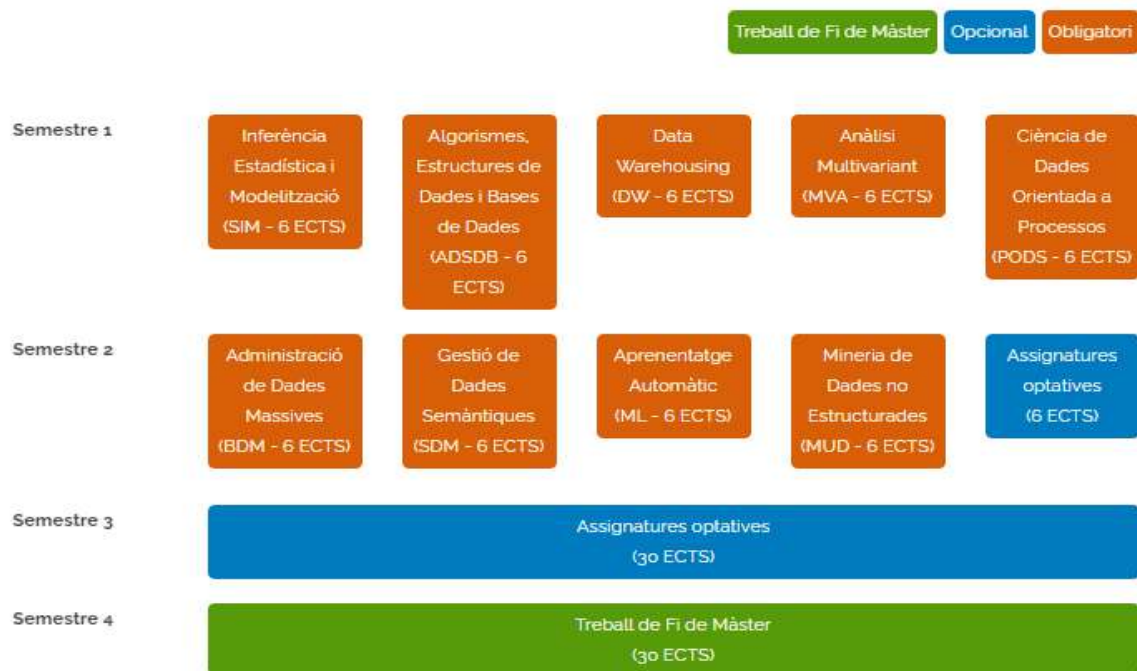 Treball de Fi de Màster Opcional Obligatori
Semestre 1
Inferència
Estadística i
Modelització
(SIM - 6 ECTS)
Algorismes,
Estructures de
Dades i Bases
de Dades
(ADSDB - 6
ECTS)
Data
Warehousing
(DW - 6 ECTS)
Anàlisi
Multivariant
(MVA - 6 ECTS)
Ciència de
Dades
Orientada a
Processos
(PODS - 6 ECTS)
Semestre 2
Administració
de Dades
Massives
(BDM - 6 ECTS)
Gestió de
Dades
Semàntiques
(SDM - 6 ECTS)
Aprenentatge
Automàtic
(ML - 6 ECTS)
Mineria de
Dades no
Estructurades
(MUD - 6 ECTS)
Assignatures
optatives
(6 ECTS)
Semestre 3
Assignatures optatives
(30 ECTS)
Semestre 4
Treball de Fi de Màster
(30 ECTS)